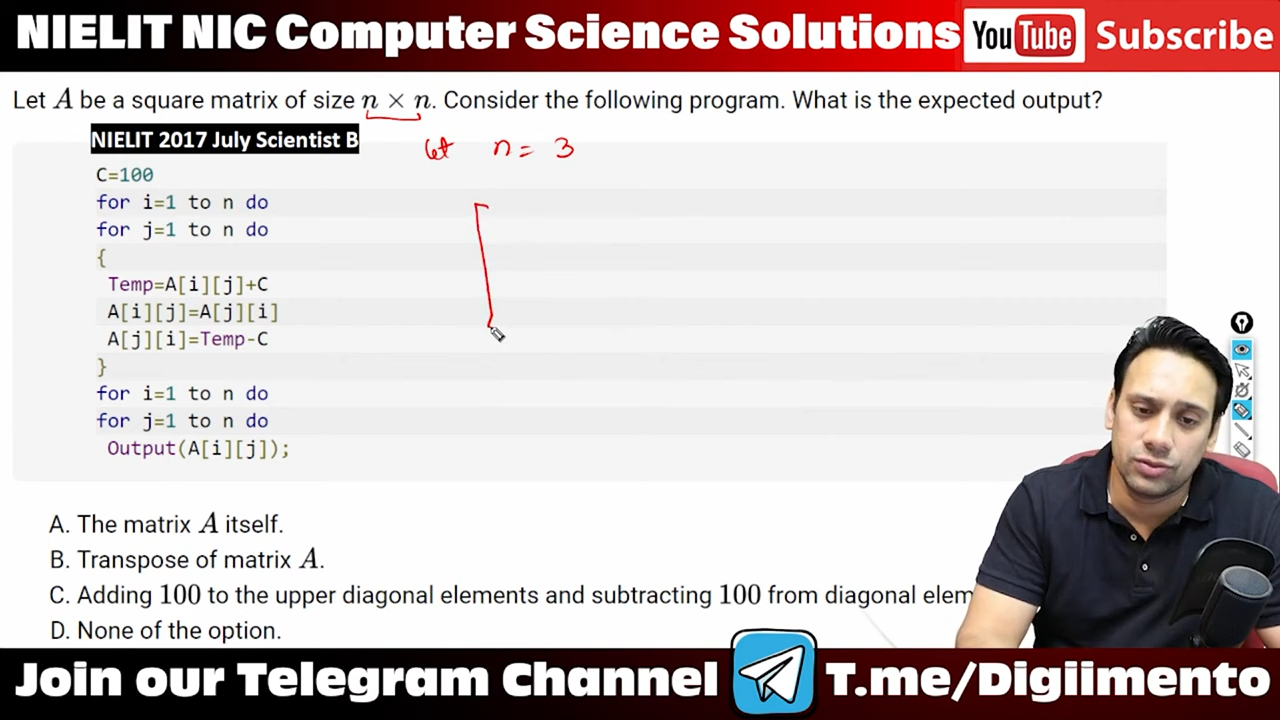 NIELIT NIC Computer Science Solutions YouTube Subscribe
Let A be a square matrix of size n × n. Consider the following program. What is the expected output?
NIELIT 2017 July Scientist B
let n = 3
C=100
for i=1 to n do
for j=1 to n do
{
Temp=A[i][j]+C
A[i][j]=A[j][i]
A[j][i]=Temp-C
}
for i=1 to n do
for j=1 to n do
Output(A[i][j]);
A. The matrix A itself.
B. Transpose of matrix A.
C. Adding 100 to the upper diagonal elements and subtracting 100 from diagonal elem
D. None of the option.
Join our Telegram Channel T.me/Digiimento